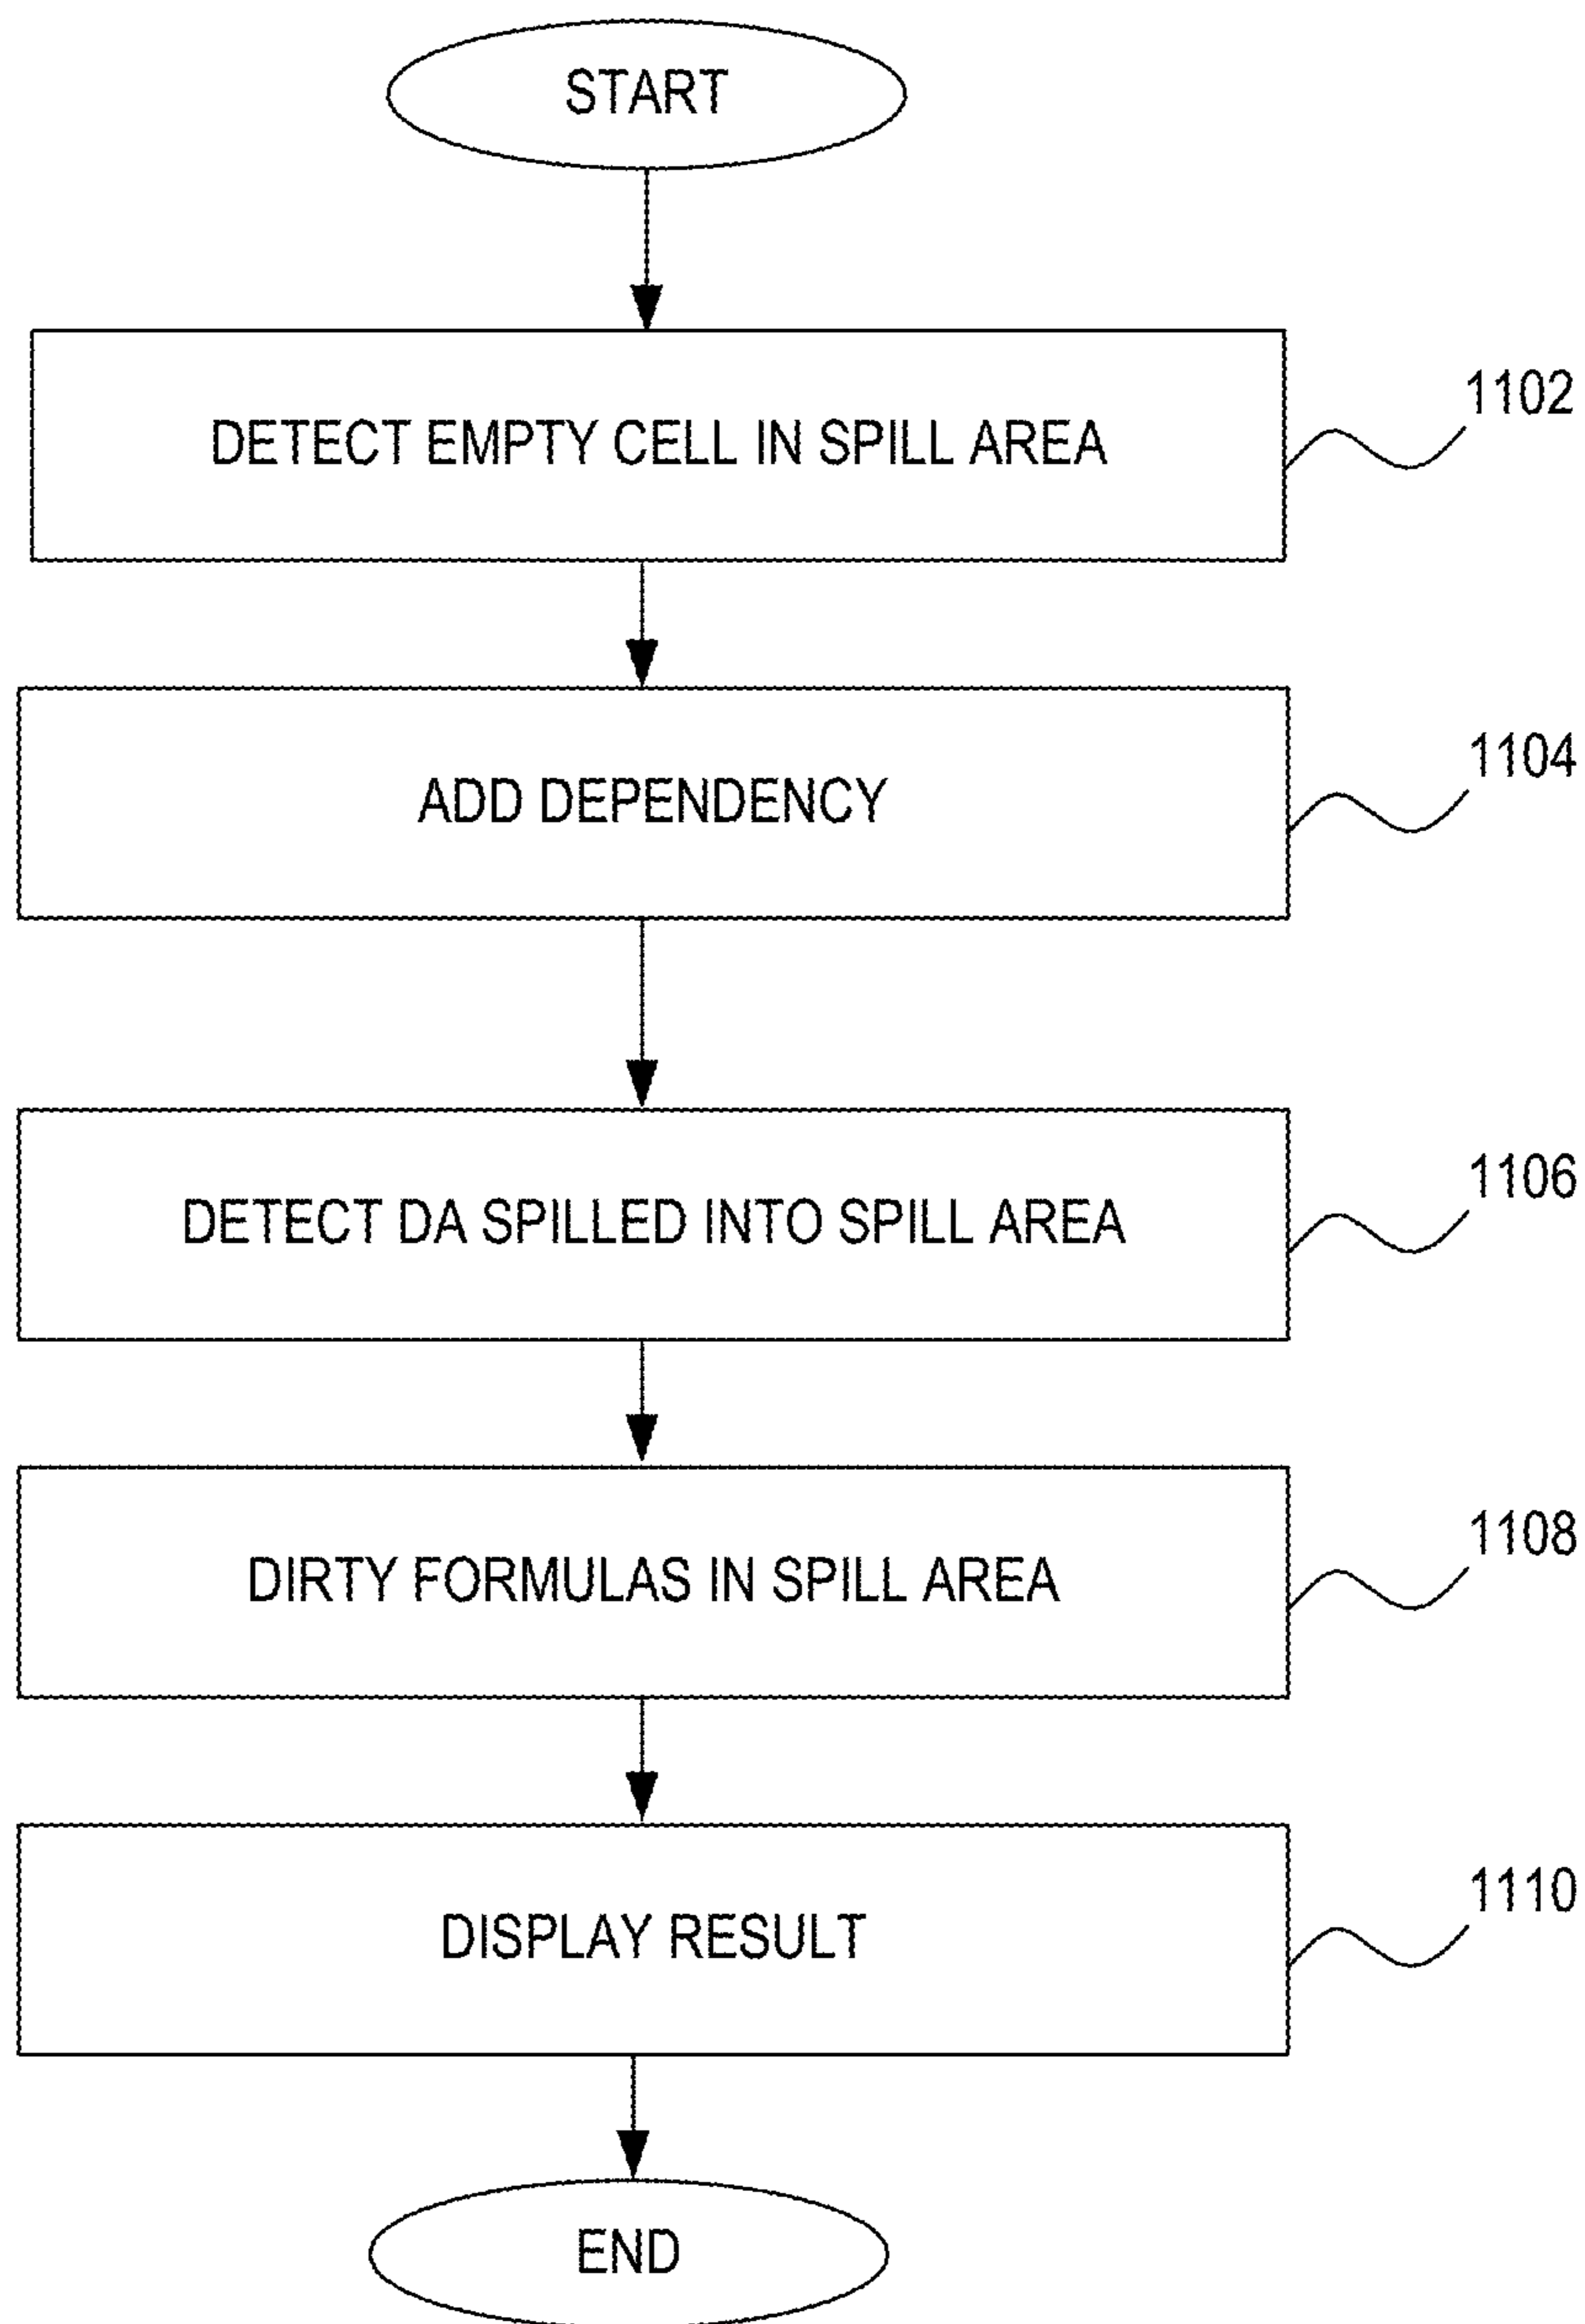 START
DETECT EMPTY CELL IN SPILL AREA
1102
ADD DEPENDENCY
1104
DETECT DA SPILLED INTO SPILL AREA
1106
DIRTY FORMULAS IN SPILL AREA
1108
DISPLAY RESULT
1110
END